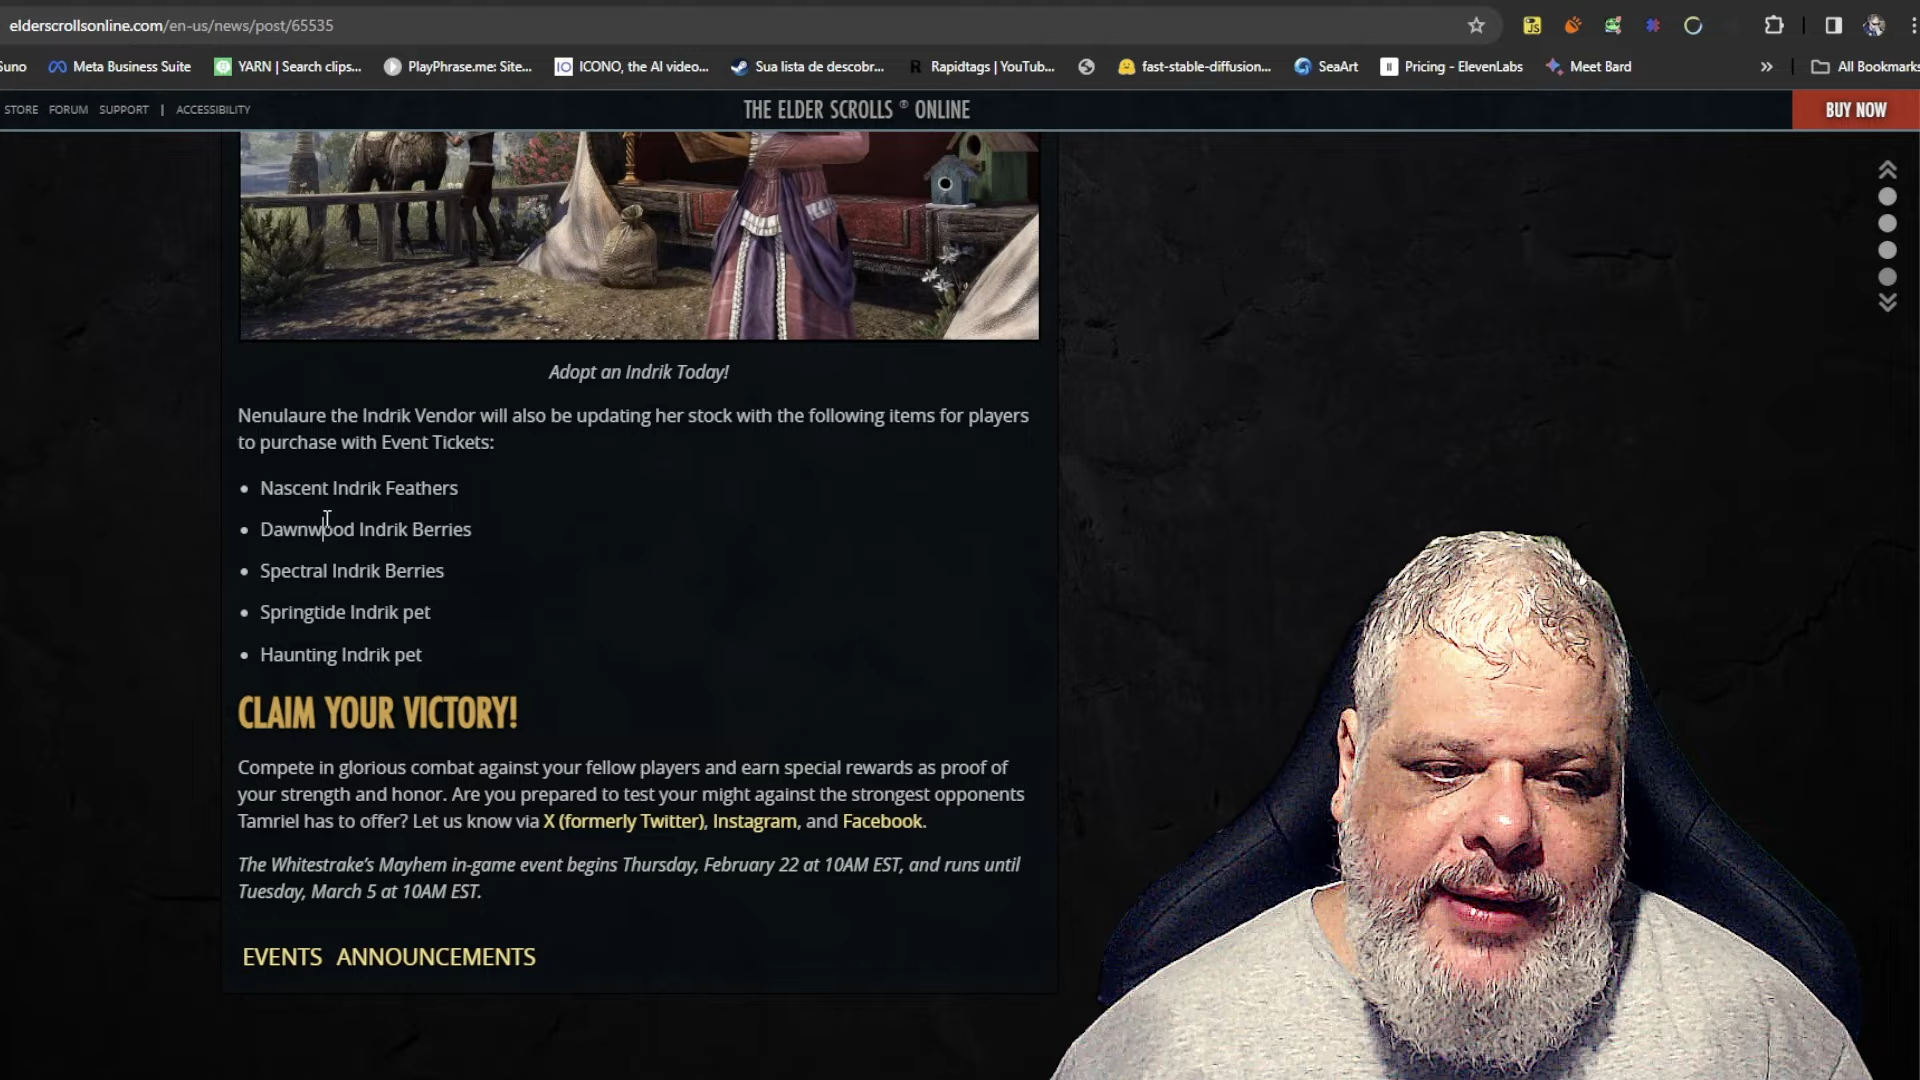 elderscrollsonline.com/en-us/news/post/65535
Suno Meta Business Suite YARN | Search clips... PlayPhrase.me: Site... IO ICONO, the AI video... Sua lista de descobr... R Rapidtags | YouTub... fast-stable-diffusion... SeaArt II Pricing - ElevenLabs Meet Bard » All Bookmarks
STORE FORUM SUPPORT | ACCESSIBILITY THE ELDER SCROLLS ® ONLINE BUY NOW
Adopt an Indrik Today!
Nenulaure the Indrik Vendor will also be updating her stock with the following items for players
to purchase with Event Tickets:
• Nascent Indrik Feathers
• Dawnwood Indrik Berries
• Spectral Indrik Berries
• Springtide Indrik pet
• Haunting Indrik pet
CLAIM YOUR VICTORY!
Compete in glorious combat against your fellow players and earn special rewards as proof of
your strength and honor. Are you prepared to test your might against the strongest opponents
Tamriel has to offer? Let us know via X (formerly Twitter), Instagram, and Facebook.
The Whitestrake's Mayhem in-game event begins Thursday, February 22 at 10AM EST, and runs until
Tuesday, March 5 at 10AM EST.
EVENTS ANNOUNCEMENTS